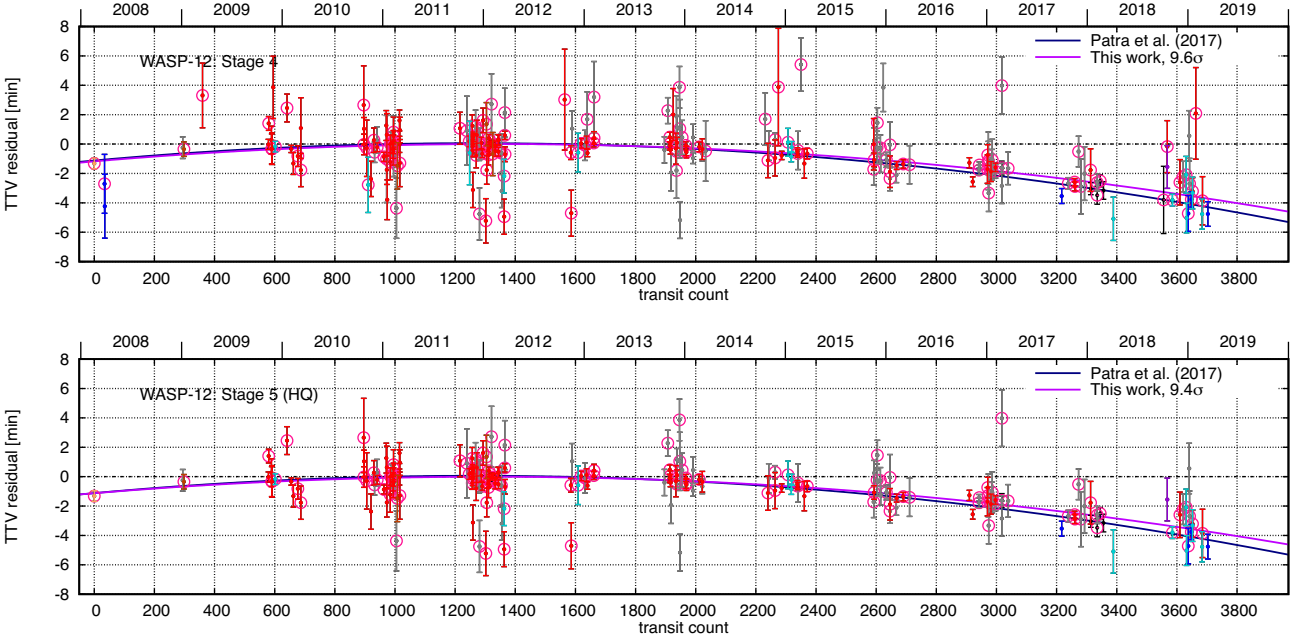 2008 2009 2010 2011 2012 2013 2014 2015 2016 2017 2018 2019
8
WASP-12: Stage 4
Patra et al. (2017)
This work, 9.6σ
6
4
2
0
-2
-4
-6
-8
TTV residual [min]
0 200 400 600 800 1000 1200 1400 1600 1800 2000 2200 2400 2600 2800 3000 3200 3400 3600 3800
transit count
2008 2009 2010 2011 2012 2013 2014 2015 2016 2017 2018 2019
8
WASP-12: Stage 5 (HQ)
Patra et al. (2017)
This work, 9.4σ
6
4
2
0
-2
-4
-6
-8
TTV residual [min]
0 200 400 600 800 1000 1200 1400 1600 1800 2000 2200 2400 2600 2800 3000 3200 3400 3600 3800
transit count